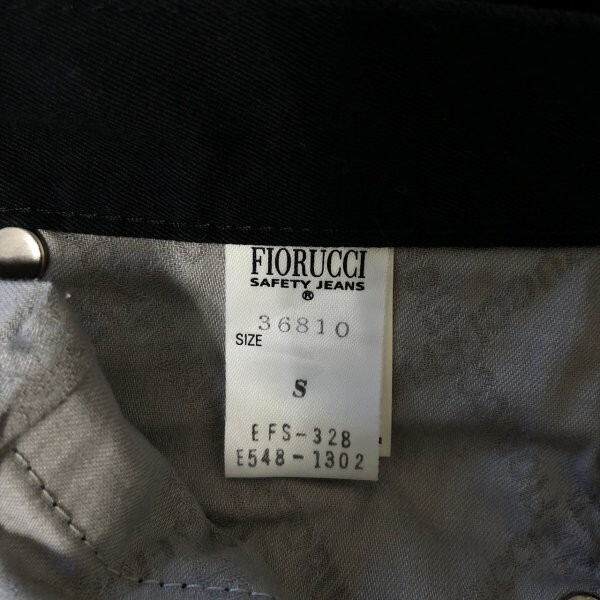 FIORUCCI
SAFETY JEANS
®
36810
SIZE
S
EFS-328
E548-1302